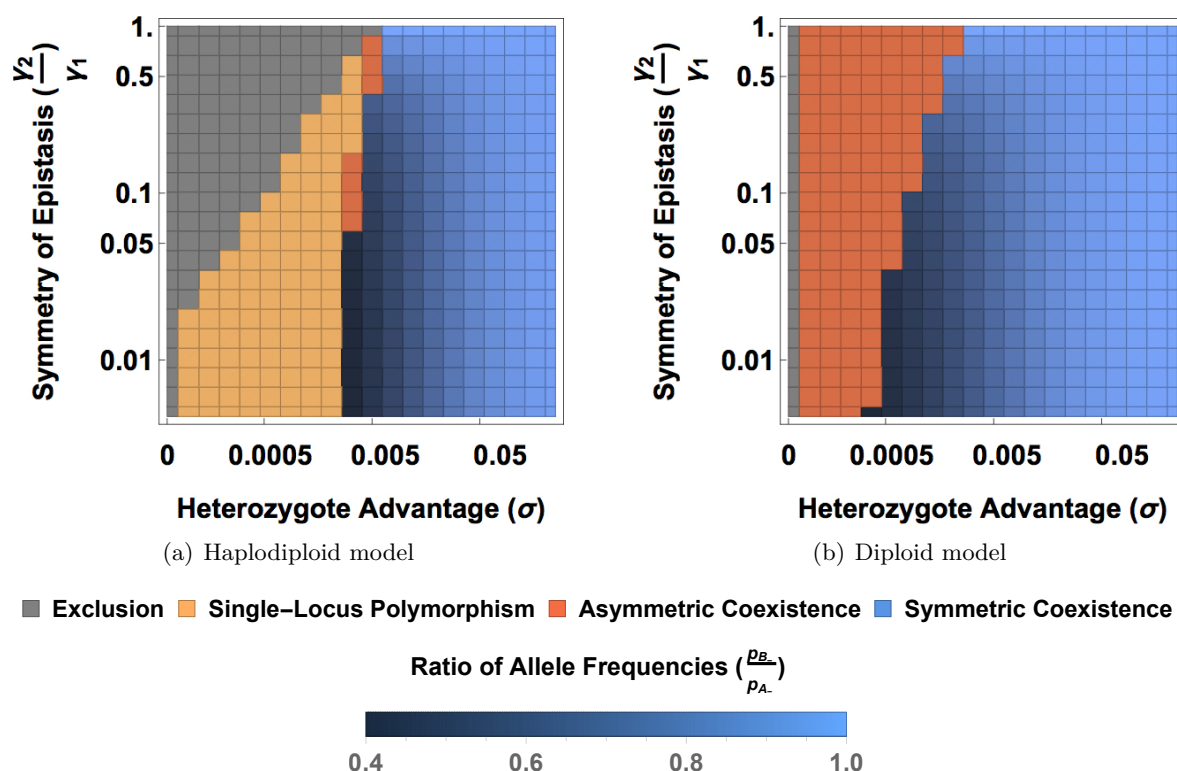 Symmetry of Epistasis (γ2/γ1)
1.
0.5
0.1
0.05
0.01
0 0.0005 0.005 0.05
Heterozygote Advantage (σ)
(a) Haplodiploid model
Symmetry of Epistasis (γ2/γ1)
1.
0.5
0.1
0.05
0.01
0 0.0005 0.005 0.05
Heterozygote Advantage (σ)
(b) Diploid model
Exclusion Single–Locus Polymorphism Asymmetric Coexistence Symmetric Coexistence
Ratio of Allele Frequencies (pB-/pA-)
0.4 0.6 0.8 1.0